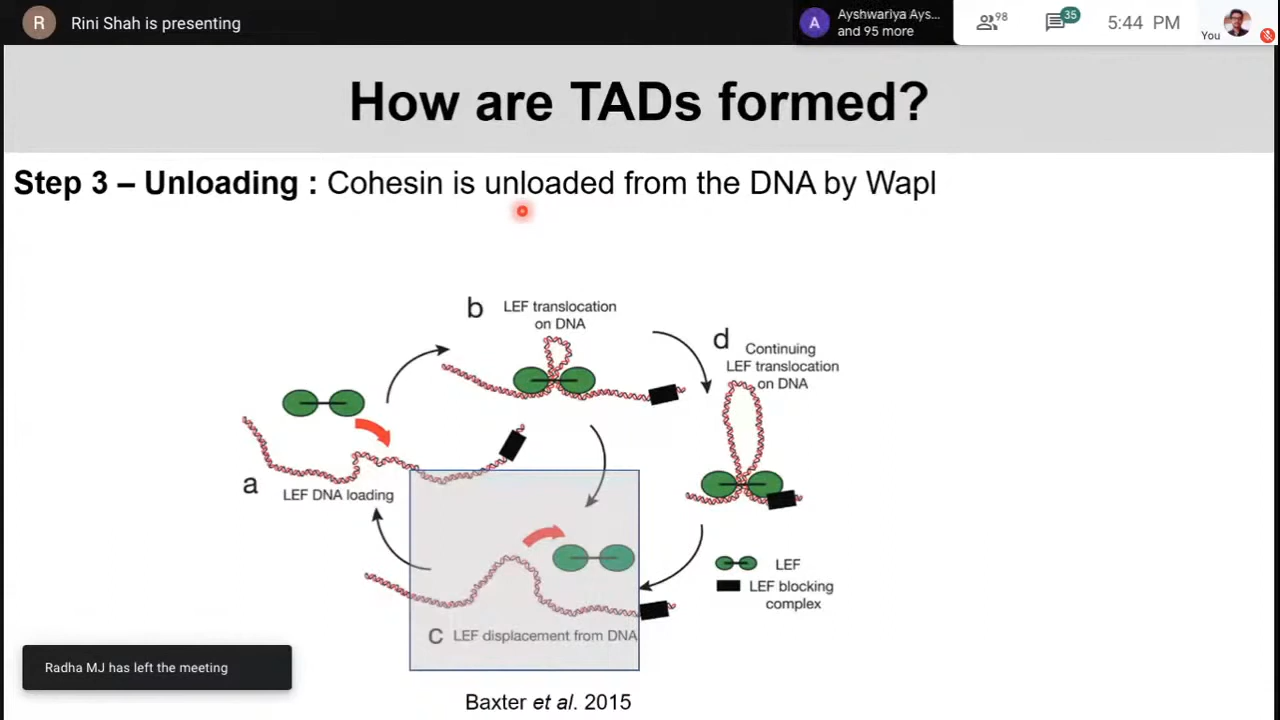 R
Rini Shah is presenting
A
Ayshwariya Ays...
and 95 more
98
35
5:44 PM
You
How are TADs formed?
Step 3 – Unloading : Cohesin is unloaded from the DNA by Wapl
b
LEF translocation
on DNA
d
Continuing
LEF translocation
on DNA
a
LEF DNA loading
LEF
LEF blocking
complex
c LEF displacement from DNA
Radha MJ has left the meeting
Baxter et al. 2015